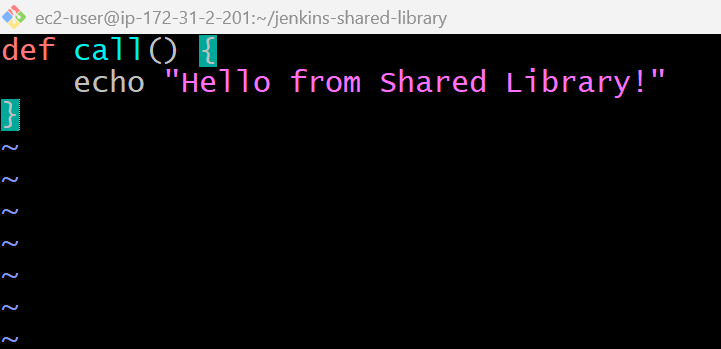 ec2-user@ip-172-31-2-201:~/jenkins-shared-library
def call() {
    echo "Hello from Shared Library!"
}
~
~
~
~
~
~
~